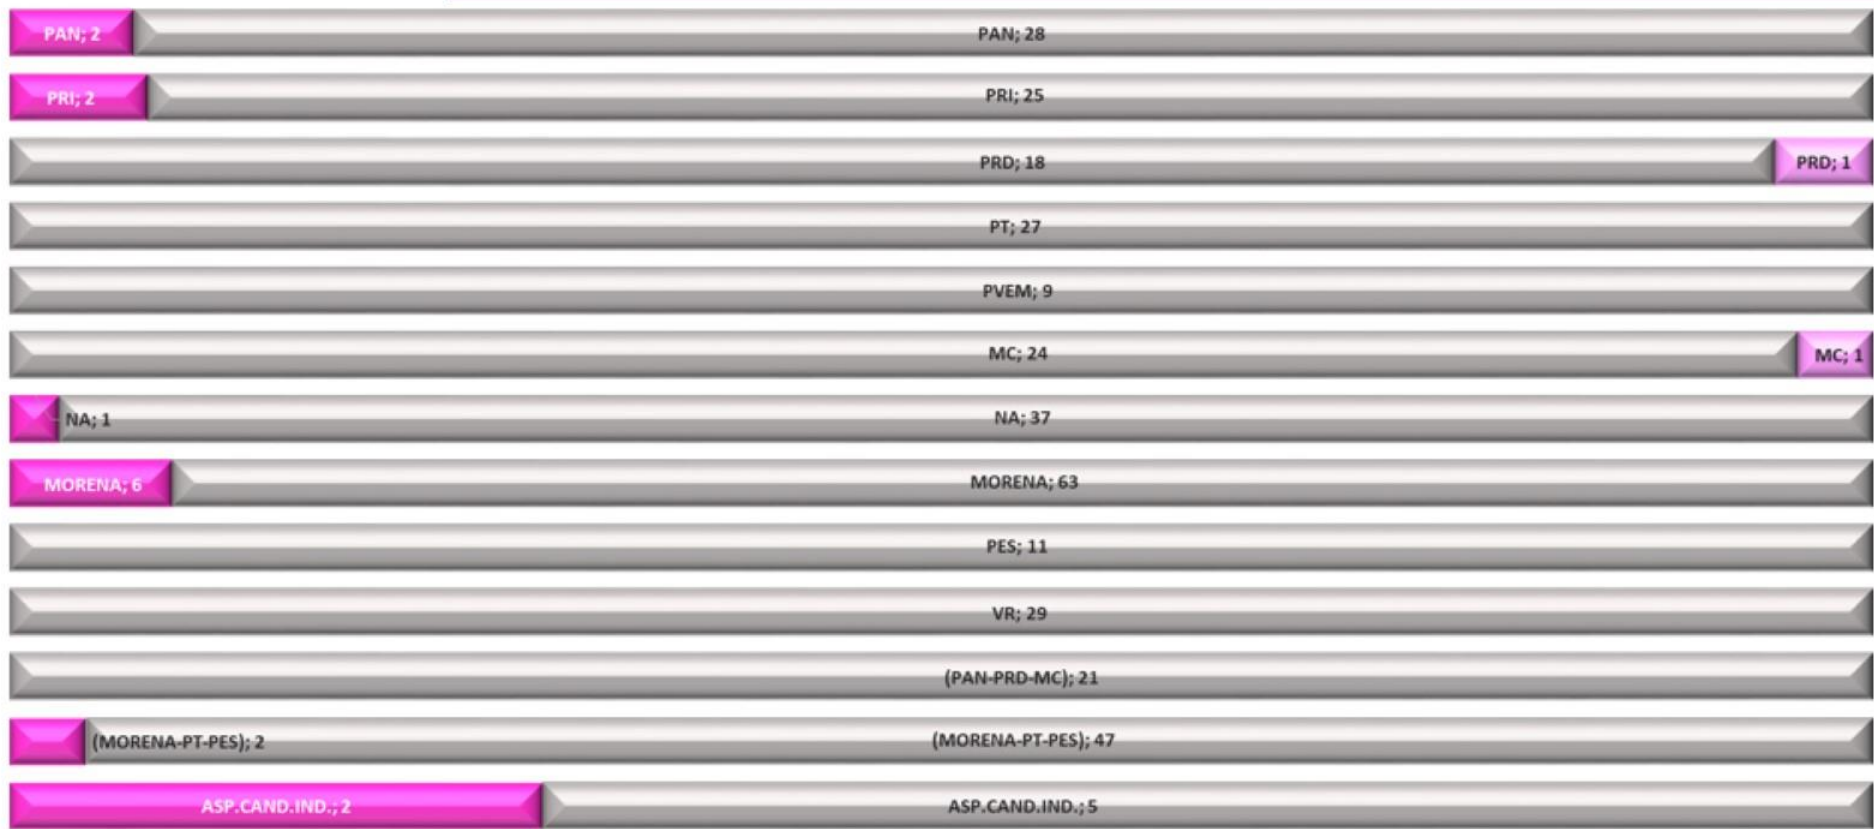 PAN; 2 PAN; 28
PRI; 2 PRI; 25
PRD; 18 PRD; 1
PT; 27
PVEM; 9
MC; 24 MC; 1
NA; 1 NA; 37
MORENA; 6 MORENA; 63
PES; 11
VR; 29
(PAN-PRD-MC); 21
(MORENA-PT-PES); 2 (MORENA-PT-PES); 47
ASP.CAND.IND.; 2 ASP.CAND.IND.; 5